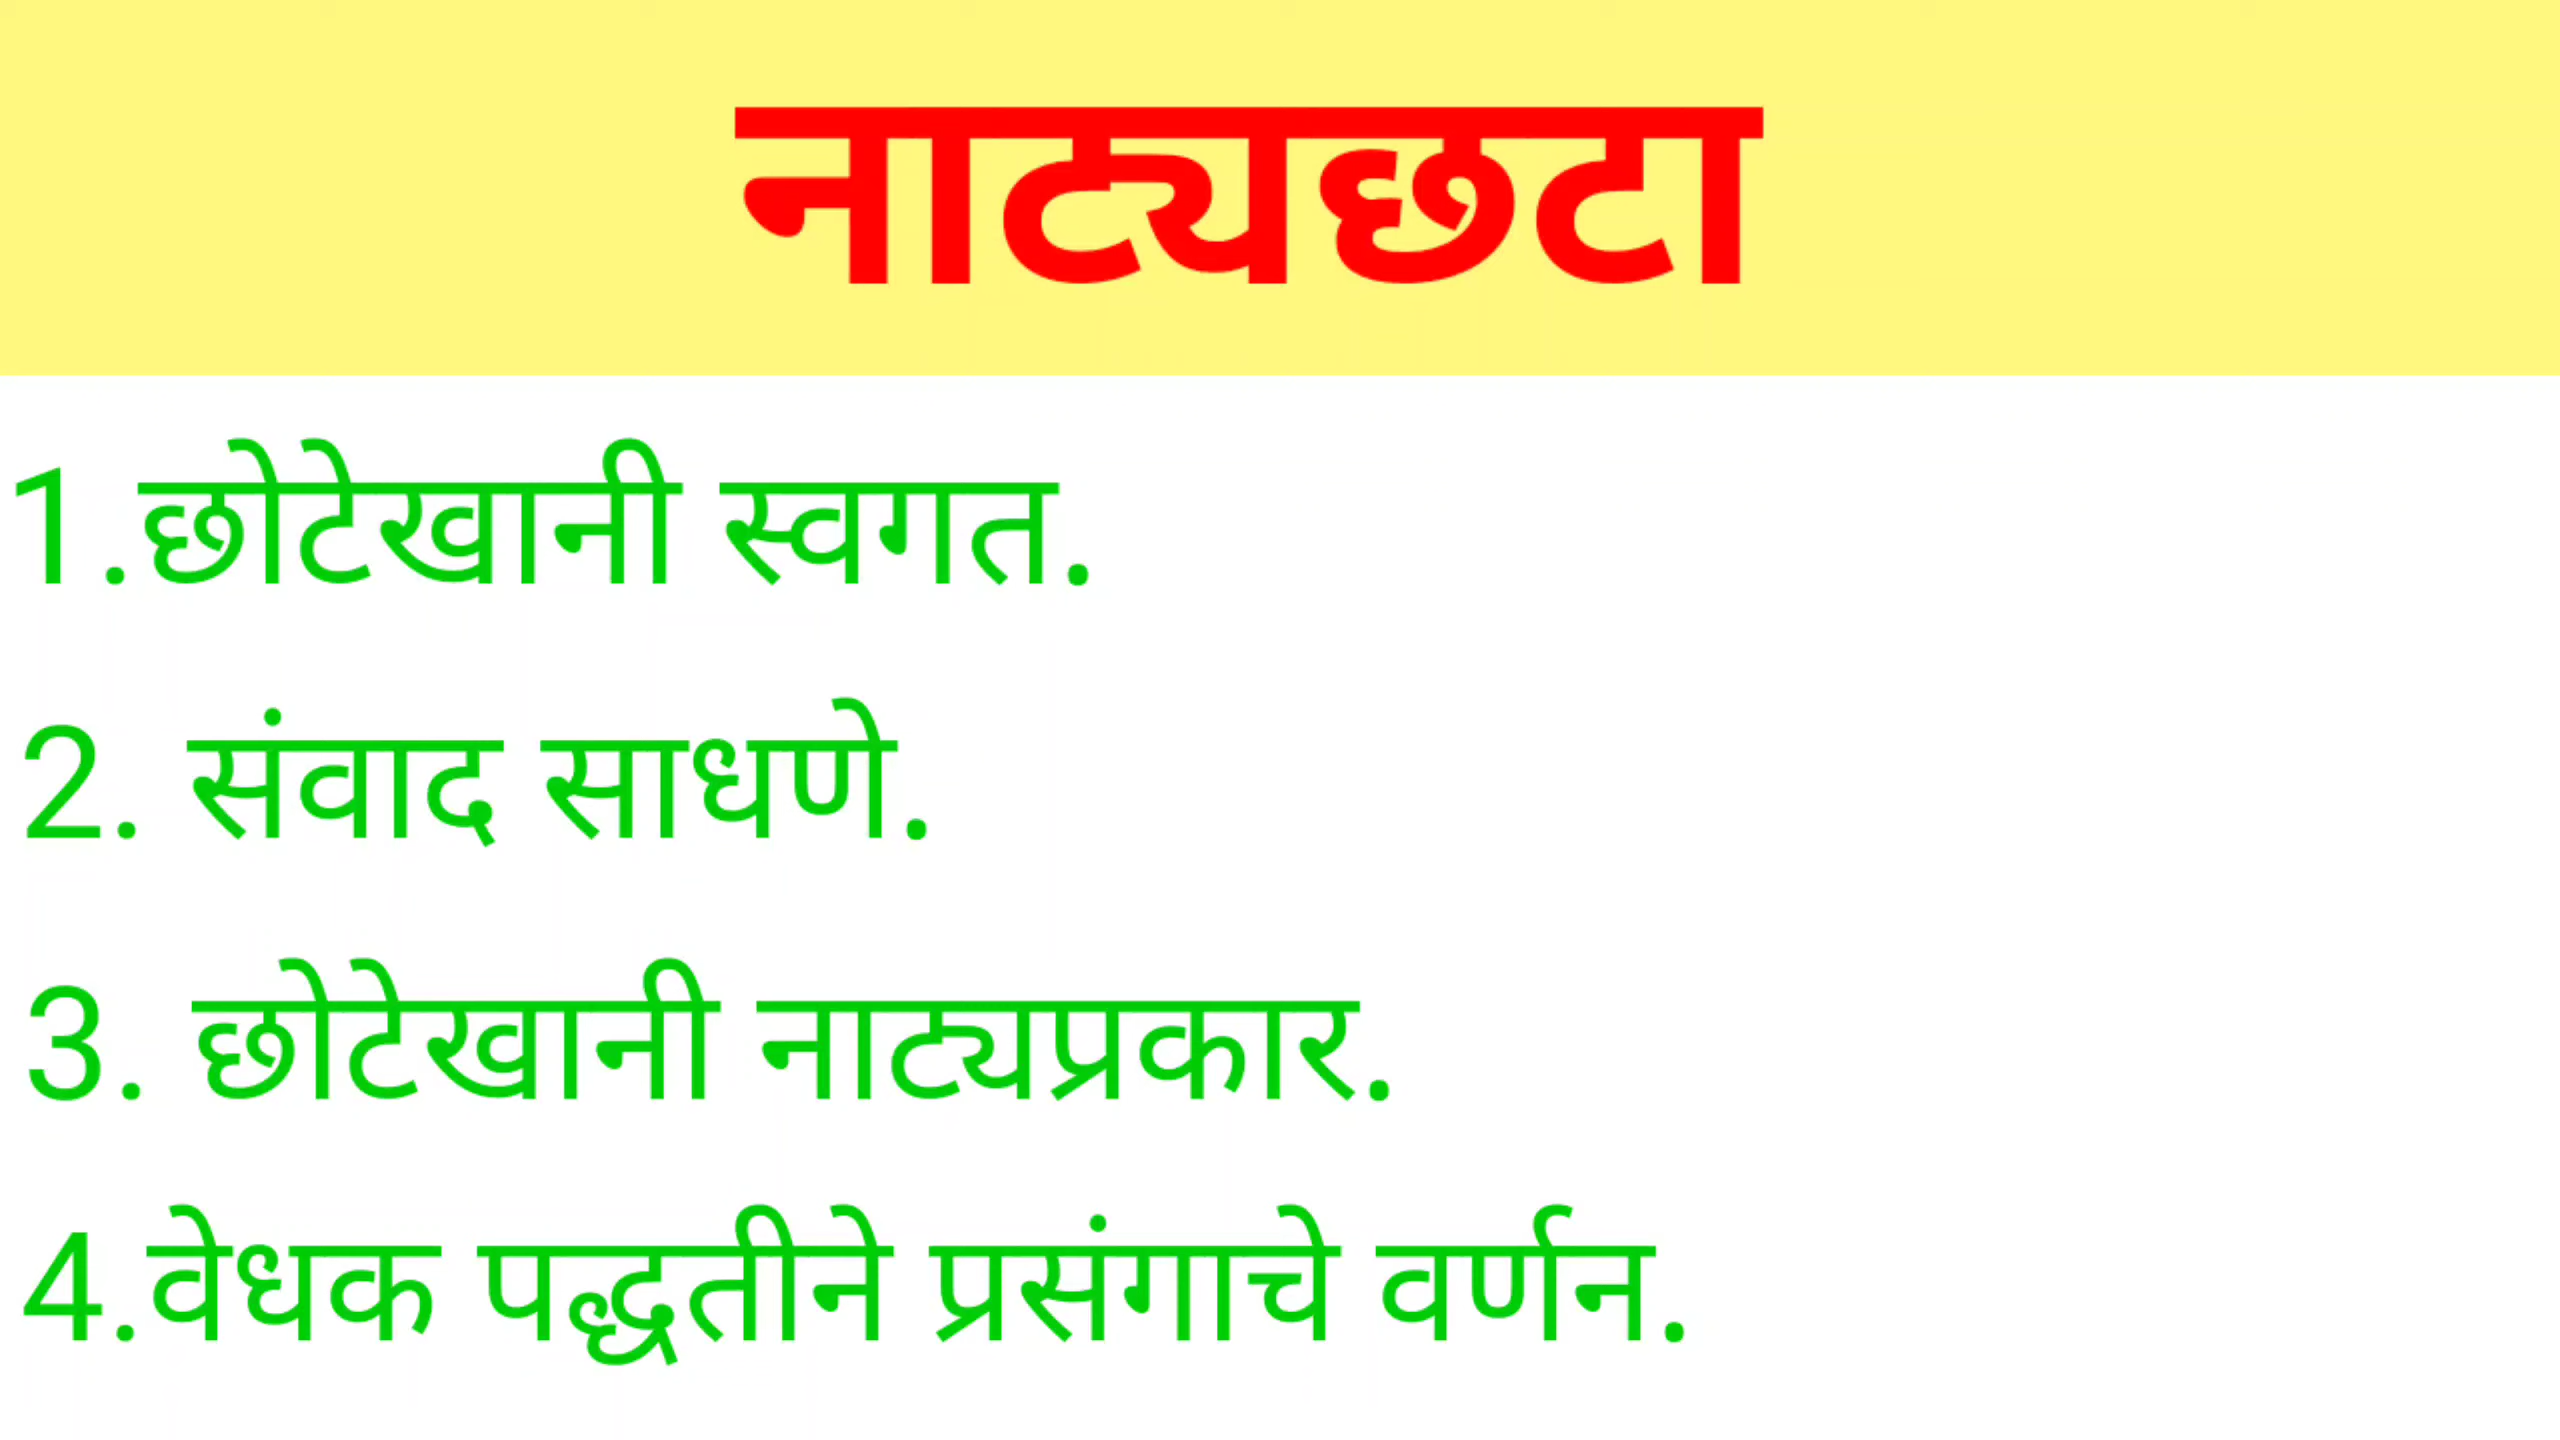 नाट्यछटा
1.छोटेखानी स्वगत.
2. संवाद साधणे.
3. छोटेखानी नाट्यप्रकार.
4.वेधक पद्धतीने प्रसंगाचे वर्णन.